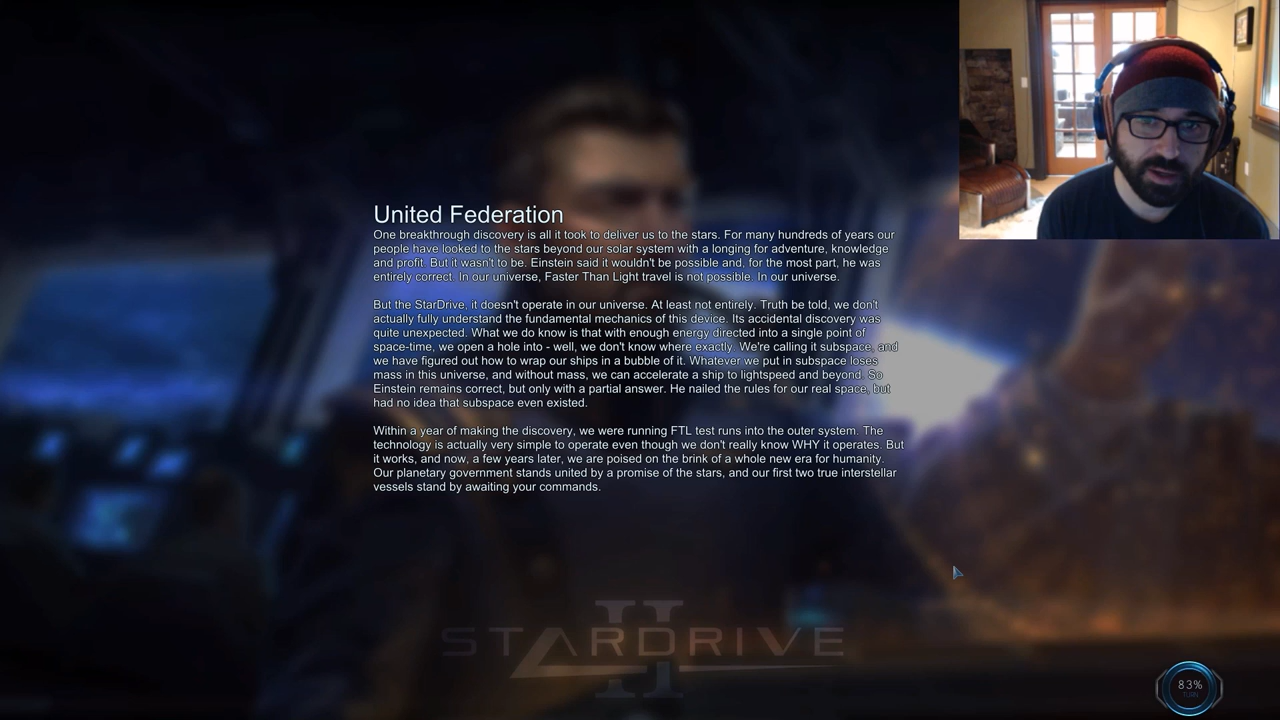 United Federation
One breakthrough discovery is all it took to deliver us to the stars. For many hundreds of years our
people have looked to the stars beyond our solar system with a longing for adventure, knowledge
and profit. But it wasn't to be. Einstein said it wouldn't be possible and, for the most part, he was
entirely correct. In our universe, Faster Than Light travel is not possible. In our universe.
But the StarDrive, it doesn't operate in our universe. At least not entirely. Truth be told, we don't
actually fully understand the fundamental mechanics of this device. Its accidental discovery was
quite unexpected. What we do know is that with enough energy directed into a single point of
space-time, we open a hole into - well, we don't know where exactly. We're calling it subspace, and
we have figured out how to wrap our ships in a bubble of it. Whatever we put in subspace loses
mass in this universe, and without mass, we can accelerate a ship to lightspeed and beyond. So
Einstein remains correct, but only with a partial answer. He nailed the rules for our real space, but
had no idea that subspace even existed.
Within a year of making the discovery, we were running FTL test runs into the outer system. The
technology is actually very simple to operate even though we don't really know WHY it operates. But
it works, and now, a few years later, we are poised on the brink of a whole new era for humanity.
Our planetary government stands united by a promise of the stars, and our first two true interstellar
vessels stand by awaiting your commands.
STARDRIVE
II
83%
TURN